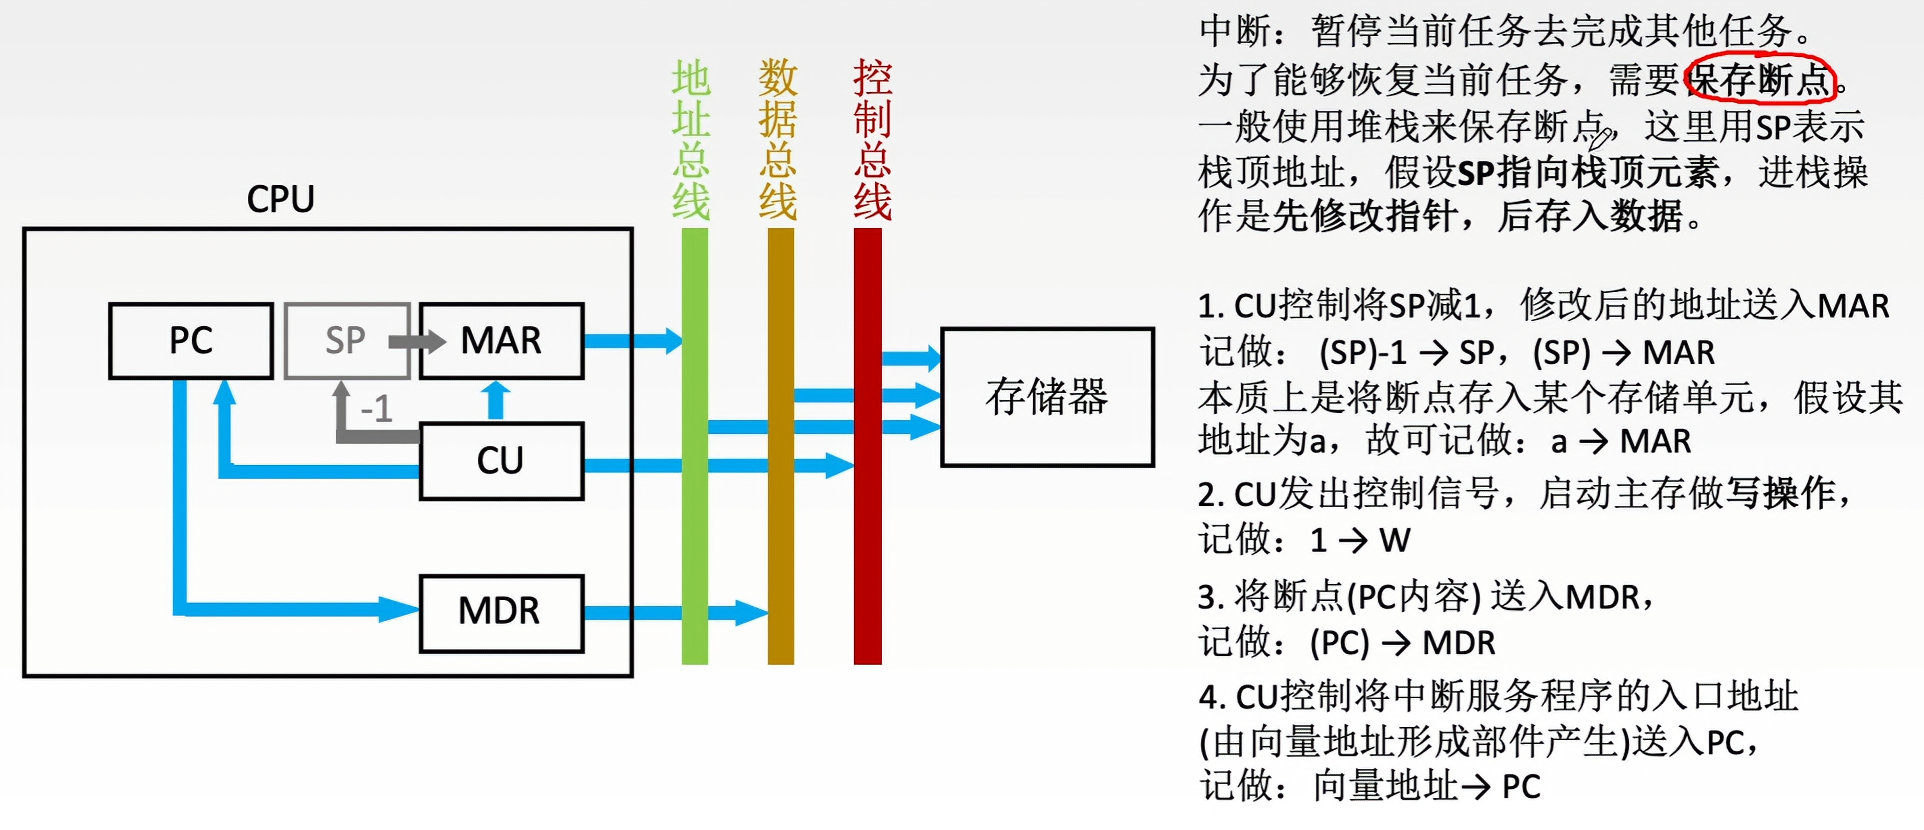 中断：暂停当前任务去完成其他任务。
为了能够恢复当前任务，需要保存断点。
一般使用堆栈来保存断点，这里用SP表示
栈顶地址，假设SP指向栈顶元素，进栈操
作是先修改指针，后存入数据。
1. CU控制将SP减1，修改后的地址送入MAR
记做： (SP)-1 → SP，(SP) → MAR
本质上是将断点存入某个存储单元，假设其
地址为a，故可记做：a → MAR
2. CU发出控制信号，启动主存做写操作，
记做：1 → W
3. 将断点(PC内容) 送入MDR，
记做：(PC) → MDR
4. CU控制将中断服务程序的入口地址
(由向量地址形成部件产生)送入PC，
记做：向量地址→ PC
CPU
地址总线
数据总线
控制总线
PC
SP
MAR
-1
CU
MDR
存储器